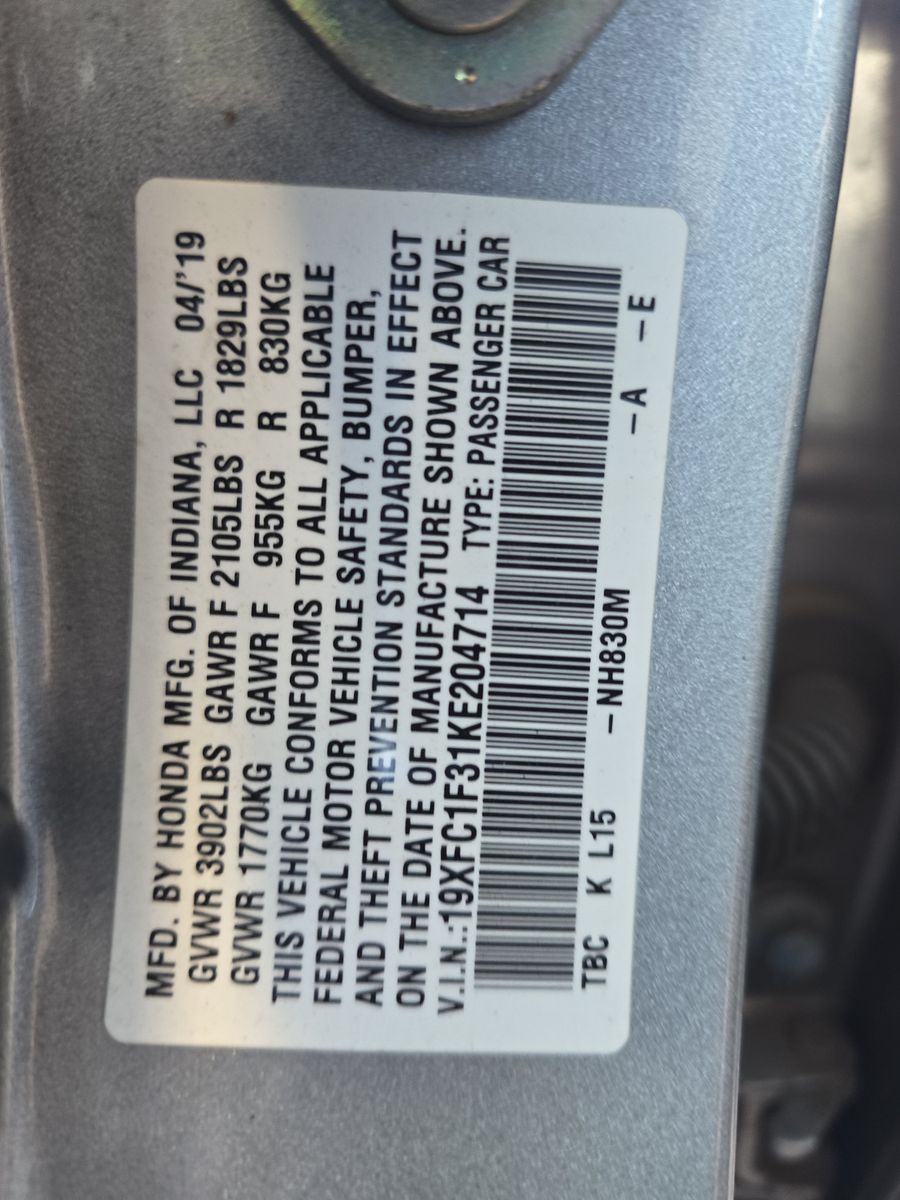 MFD. BY HONDA MFG. OF INDIANA, LLC 04/'19
GVWR 3902LBS GAWR F 2105LBS R 1829LBS
GVWR 1770KG GAWR F 955KG R 830KG
THIS VEHICLE CONFORMS TO ALL APPLICABLE
FEDERAL MOTOR VEHICLE SAFETY, BUMPER,
AND THEFT PREVENTION STANDARDS IN EFFECT
ON THE DATE OF MANUFACTURE SHOWN ABOVE.
V.I.N.:19XFC1F31KE204714 TYPE: PASSENGER CAR
TBC K L15 -NH830M -A -E